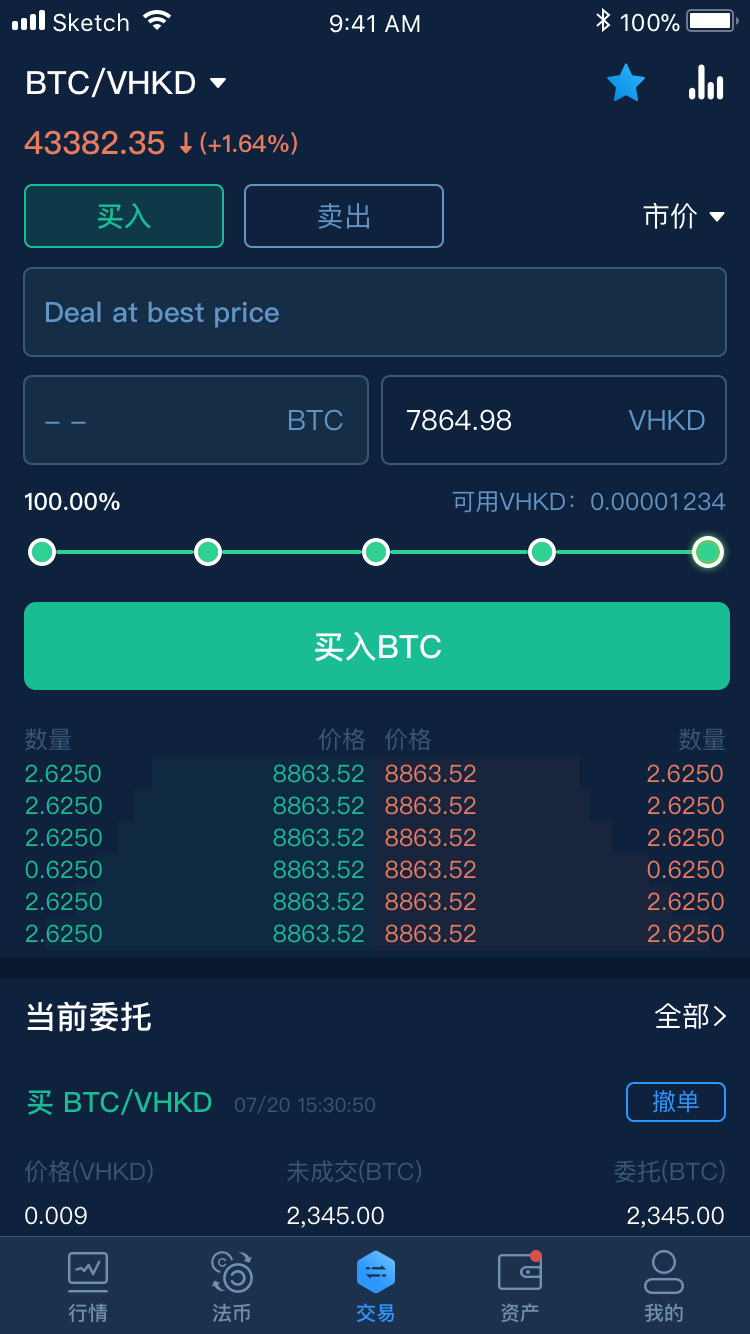 Sketch 9:41 AM 100%
BTC/VHKD
43382.35 ↓(+1.64%)
买入 卖出 市价
Deal at best price
– – BTC 7864.98 VHKD
100.00% 可用VHKD：0.00001234
买入BTC
数量 价格 价格 数量
2.6250 8863.52 8863.52 2.6250
2.6250 8863.52 8863.52 2.6250
2.6250 8863.52 8863.52 2.6250
0.6250 8863.52 8863.52 0.6250
2.6250 8863.52 8863.52 2.6250
2.6250 8863.52 8863.52 2.6250
当前委托 全部
买 BTC/VHKD 07/20 15:30:50 撤单
价格(VHKD) 未成交(BTC) 委托(BTC)
0.009 2,345.00 2,345.00
行情 法币 交易 资产 我的